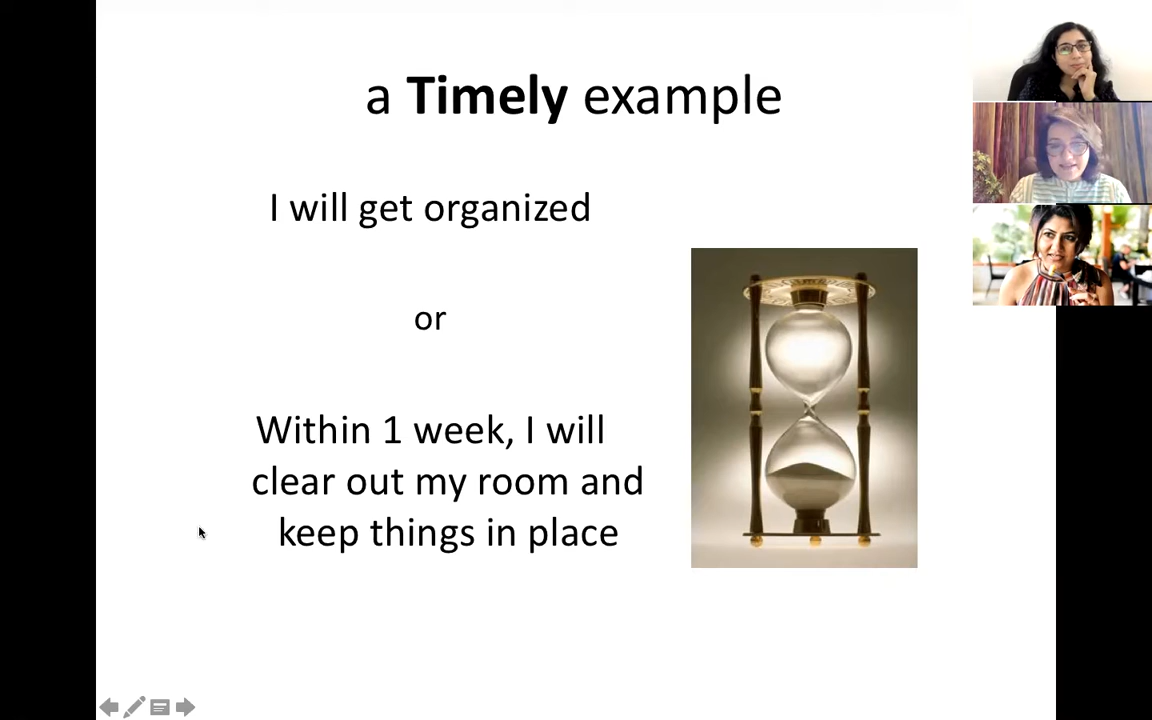 a Timely example
I will get organized
or
Within 1 week, I will
clear out my room and
keep things in place